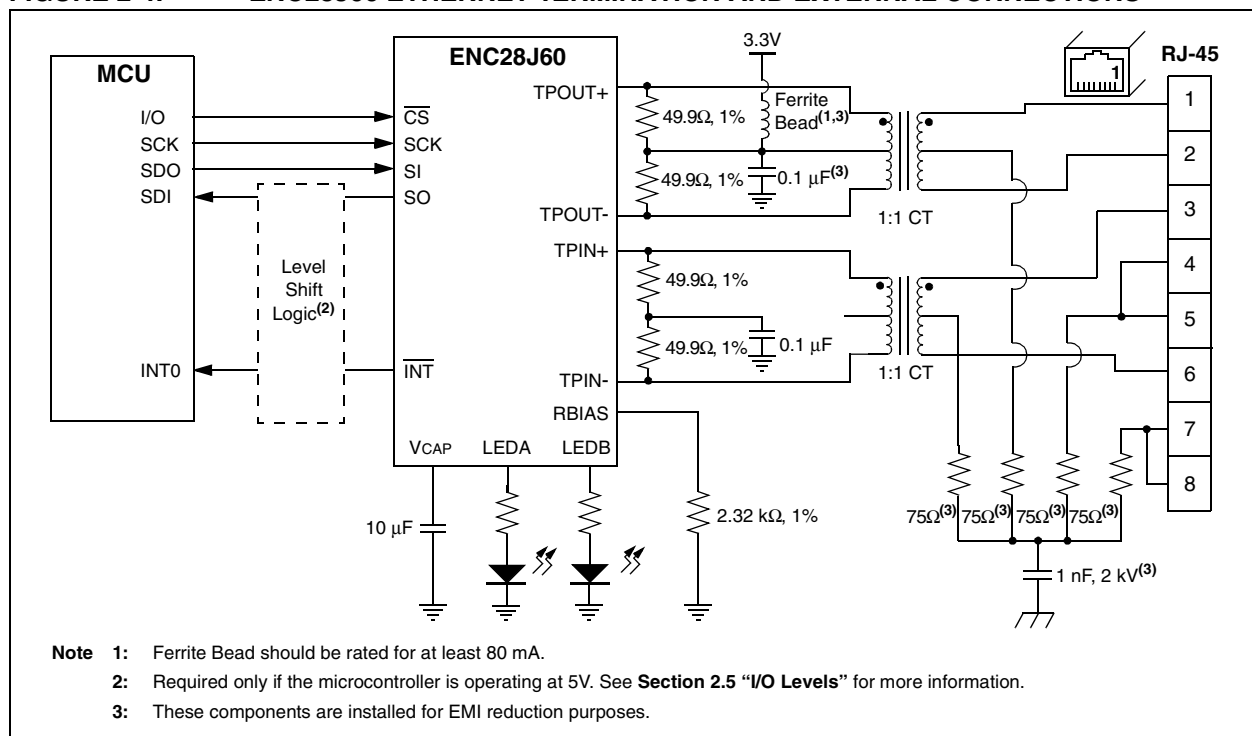 MCU
I/O
SCK
SDO
SDI
INT0
Level
Shift
Logic(2)
ENC28J60
CS
SCK
SI
SO
INT
TPOUT+
TPOUT-
TPIN+
TPIN-
RBIAS
VCAP LEDA LEDB
10 µF
2.32 kΩ, 1%
3.3V
Ferrite
Bead(1,3)
49.9Ω, 1%
49.9Ω, 1%
0.1 µF(3)
1:1 CT
49.9Ω, 1%
49.9Ω, 1%
0.1 µF
1:1 CT
1
RJ-45
1
2
3
4
5
6
7
8
75Ω(3) 75Ω(3) 75Ω(3) 75Ω(3)
1 nF, 2 kV(3)
Note 1: Ferrite Bead should be rated for at least 80 mA.
2: Required only if the microcontroller is operating at 5V. See Section 2.5 “I/O Levels” for more information.
3: These components are installed for EMI reduction purposes.